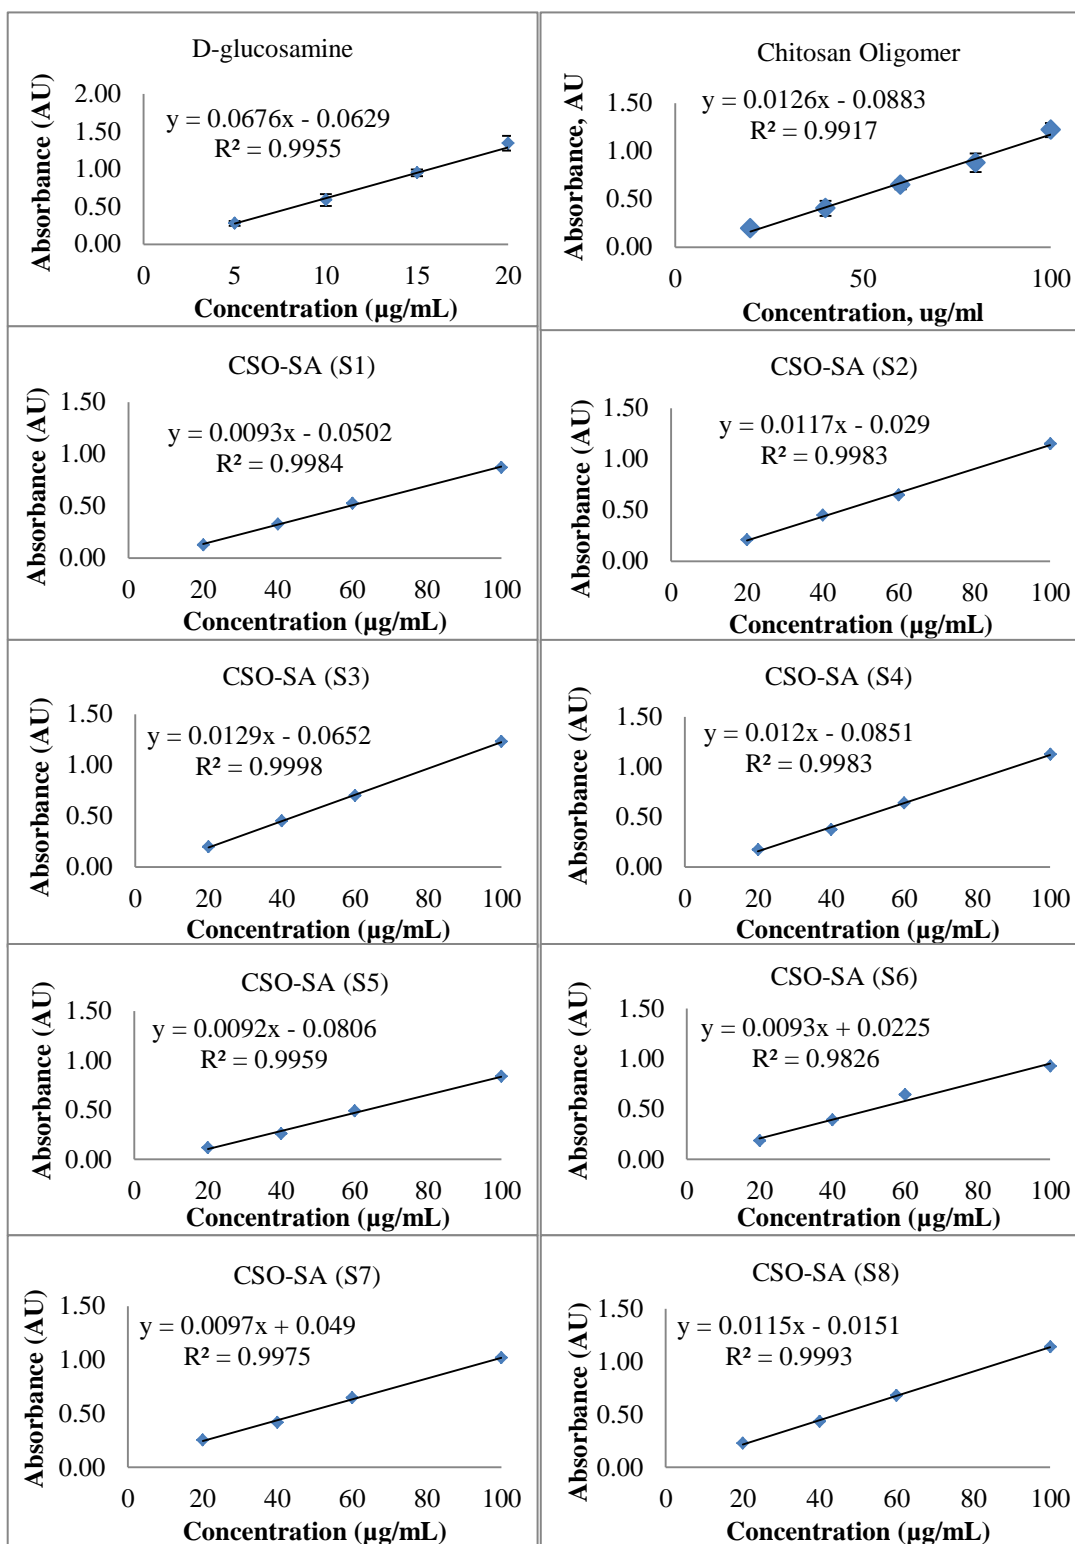 D-glucosamine
Absorbance (AU)
2.00
1.50
1.00
0.50
0.00
y = 0.0676x - 0.0629
R² = 0.9955
0 5 10 15 20
Concentration (µg/mL)
Chitosan Oligomer
Absorbance, AU
1.50
1.00
0.50
0.00
y = 0.0126x - 0.0883
R² = 0.9917
0 50 100
Concentration, ug/ml
CSO-SA (S1)
Absorbance (AU)
1.50
1.00
0.50
0.00
y = 0.0093x - 0.0502
R² = 0.9984
0 20 40 60 80 100
Concentration (µg/mL)
CSO-SA (S2)
Absorbance (AU)
1.50
1.00
0.50
0.00
y = 0.0117x - 0.029
R² = 0.9983
0 20 40 60 80 100
Concentration (µg/mL)
CSO-SA (S3)
Absorbance (AU)
1.50
1.00
0.50
0.00
y = 0.0129x - 0.0652
R² = 0.9998
0 20 40 60 80 100
Concentration (µg/mL)
CSO-SA (S4)
Absorbance (AU)
1.50
1.00
0.50
0.00
y = 0.012x - 0.0851
R² = 0.9983
0 20 40 60 80 100
Concentration (µg/mL)
CSO-SA (S5)
Absorbance (AU)
1.50
1.00
0.50
0.00
y = 0.0092x - 0.0806
R² = 0.9959
0 20 40 60 80 100
Concentration (µg/mL)
CSO-SA (S6)
Absorbance (AU)
1.50
1.00
0.50
0.00
y = 0.0093x + 0.0225
R² = 0.9826
0 20 40 60 80 100
Concentration (µg/mL)
CSO-SA (S7)
Absorbance (AU)
1.50
1.00
0.50
0.00
y = 0.0097x + 0.049
R² = 0.9975
0 20 40 60 80 100
Concentration (µg/mL)
CSO-SA (S8)
Absorbance (AU)
1.50
1.00
0.50
0.00
y = 0.0115x - 0.0151
R² = 0.9993
0 20 40 60 80 100
Concentration (µg/mL)